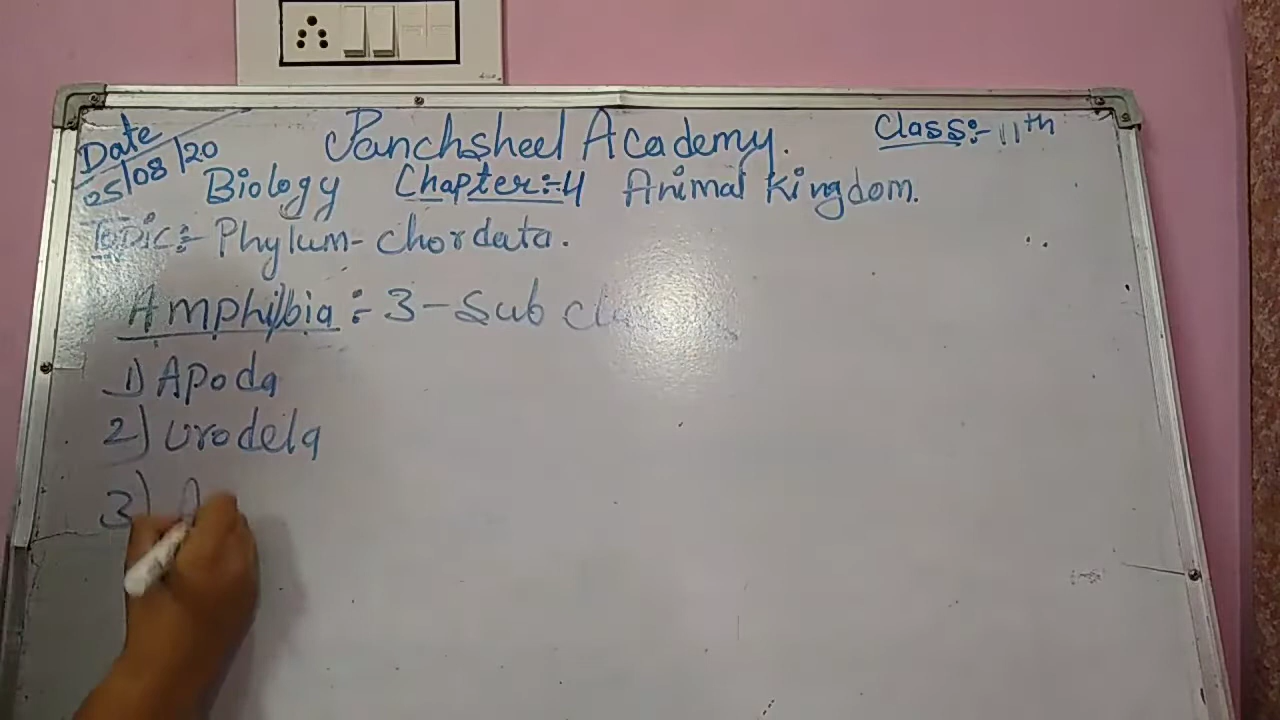 Date
05/08/20
Panchsheel Academy.
Class:- 11th
Biology Chapter:-4 Animal Kingdom.
Topic:- Phylum- chordata.
Amphibia:- 3-Sub
1) Apoda
2) Urodela
3) A